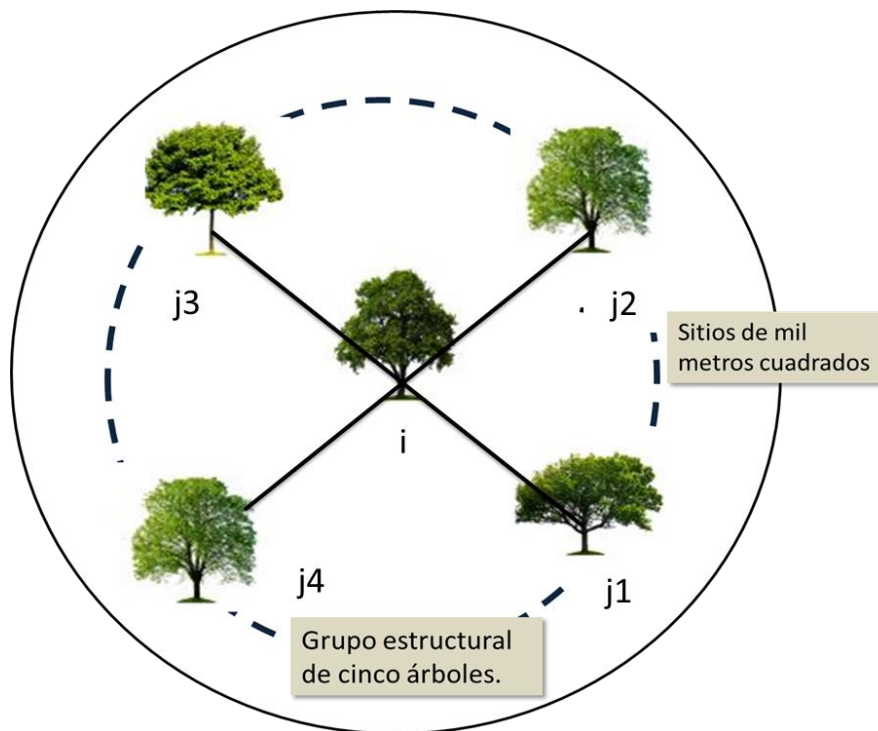 j3
j2
Sitios de mil
metros cuadrados
i
j4
j1
Grupo estructural
de cinco árboles.